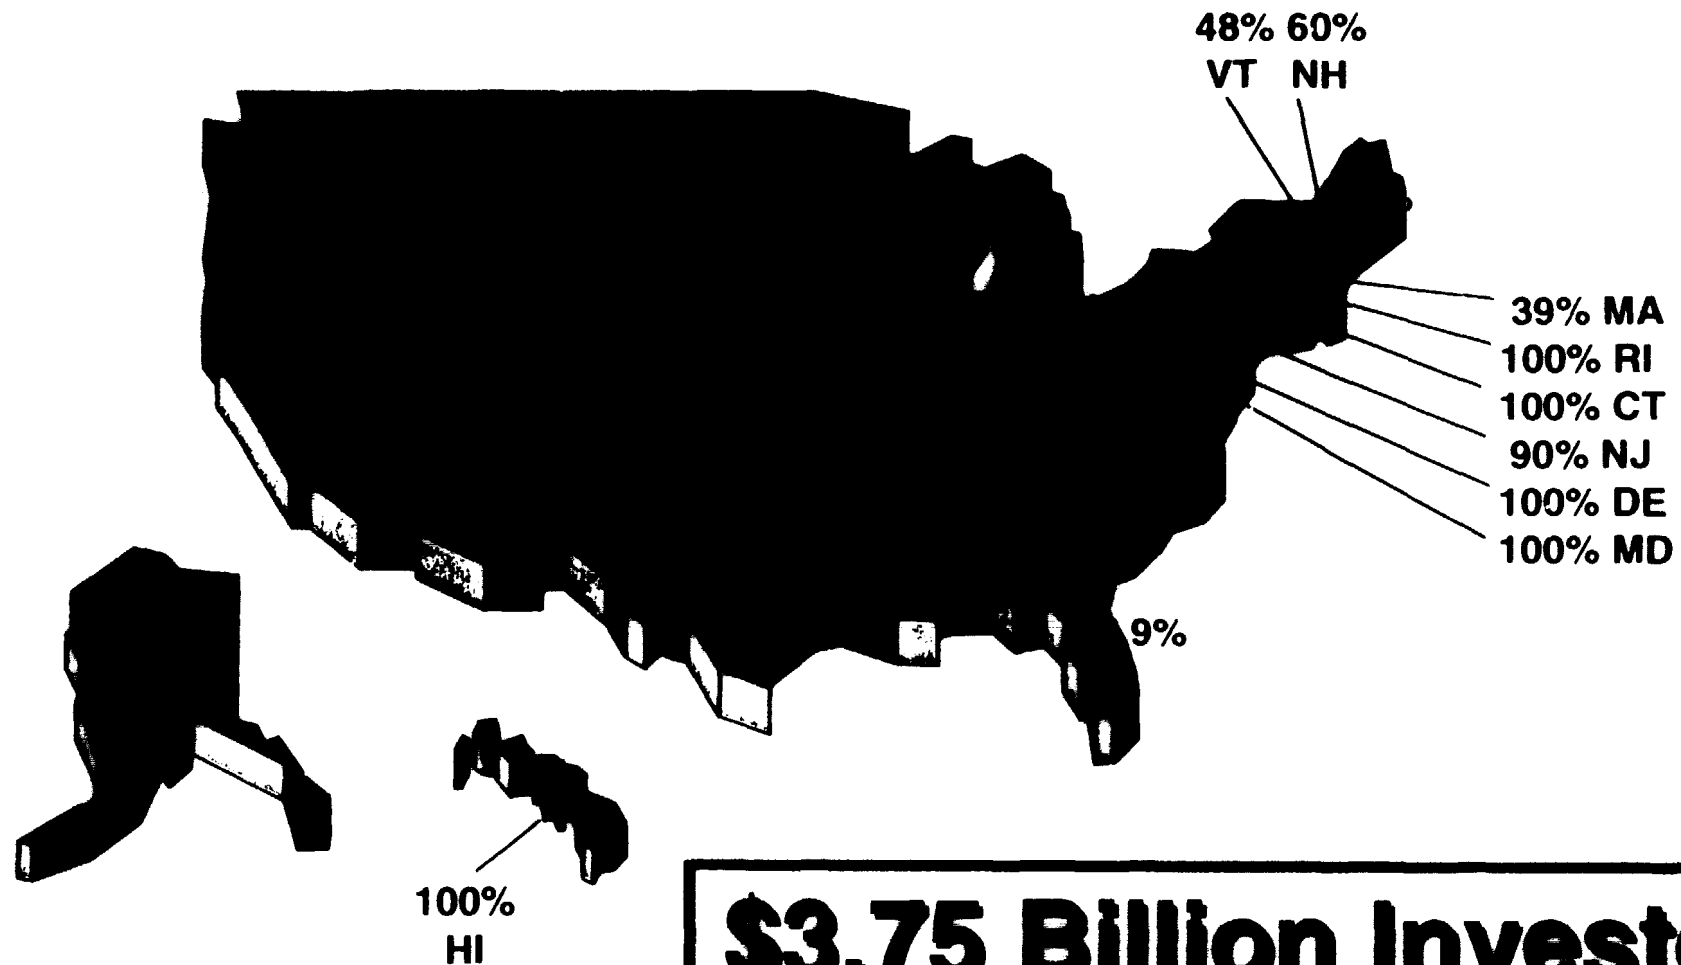 48% 60%
VT NH
39% MA
100% RI
100% CT
90% NJ
100% DE
100% MD
9%
100%
HI
$3.75 Billion